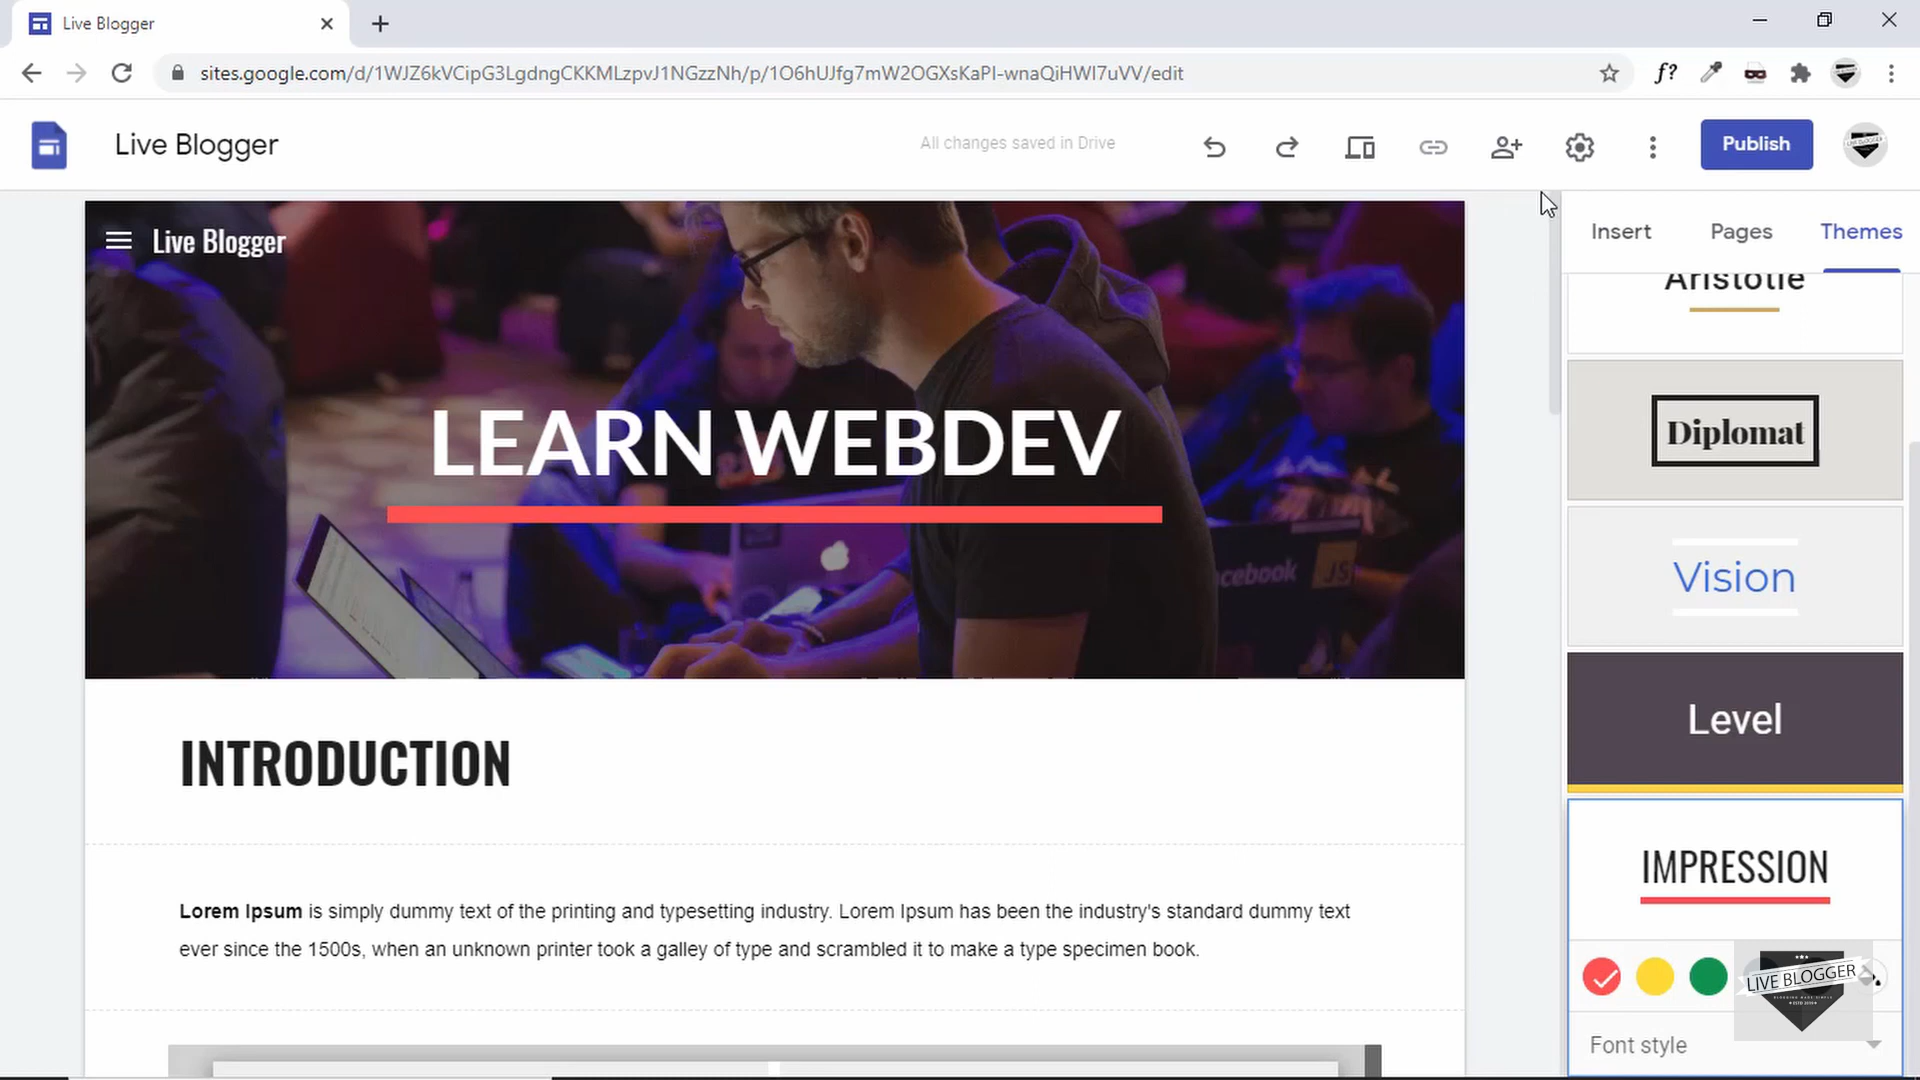 Live Blogger
sites.google.com/d/1WJZ6kVCipG3LgdngCKKMLzpvJ1NGzzNh/p/1O6hUJfg7mW2OGXsKaPI-wnaQiHWI7uVV/edit
f?
Live Blogger
All changes saved in Drive
Publish
Insert
Pages
Themes
Live Blogger
LEARN WEBDEV
cebook
JS
INTRODUCTION
Lorem Ipsum is simply dummy text of the printing and typesetting industry. Lorem Ipsum has been the industry's standard dummy text
ever since the 1500s, when an unknown printer took a galley of type and scrambled it to make a type specimen book.
Aristotle
Diplomat
Vision
Level
IMPRESSION
LIVE BLOGGER
Font style